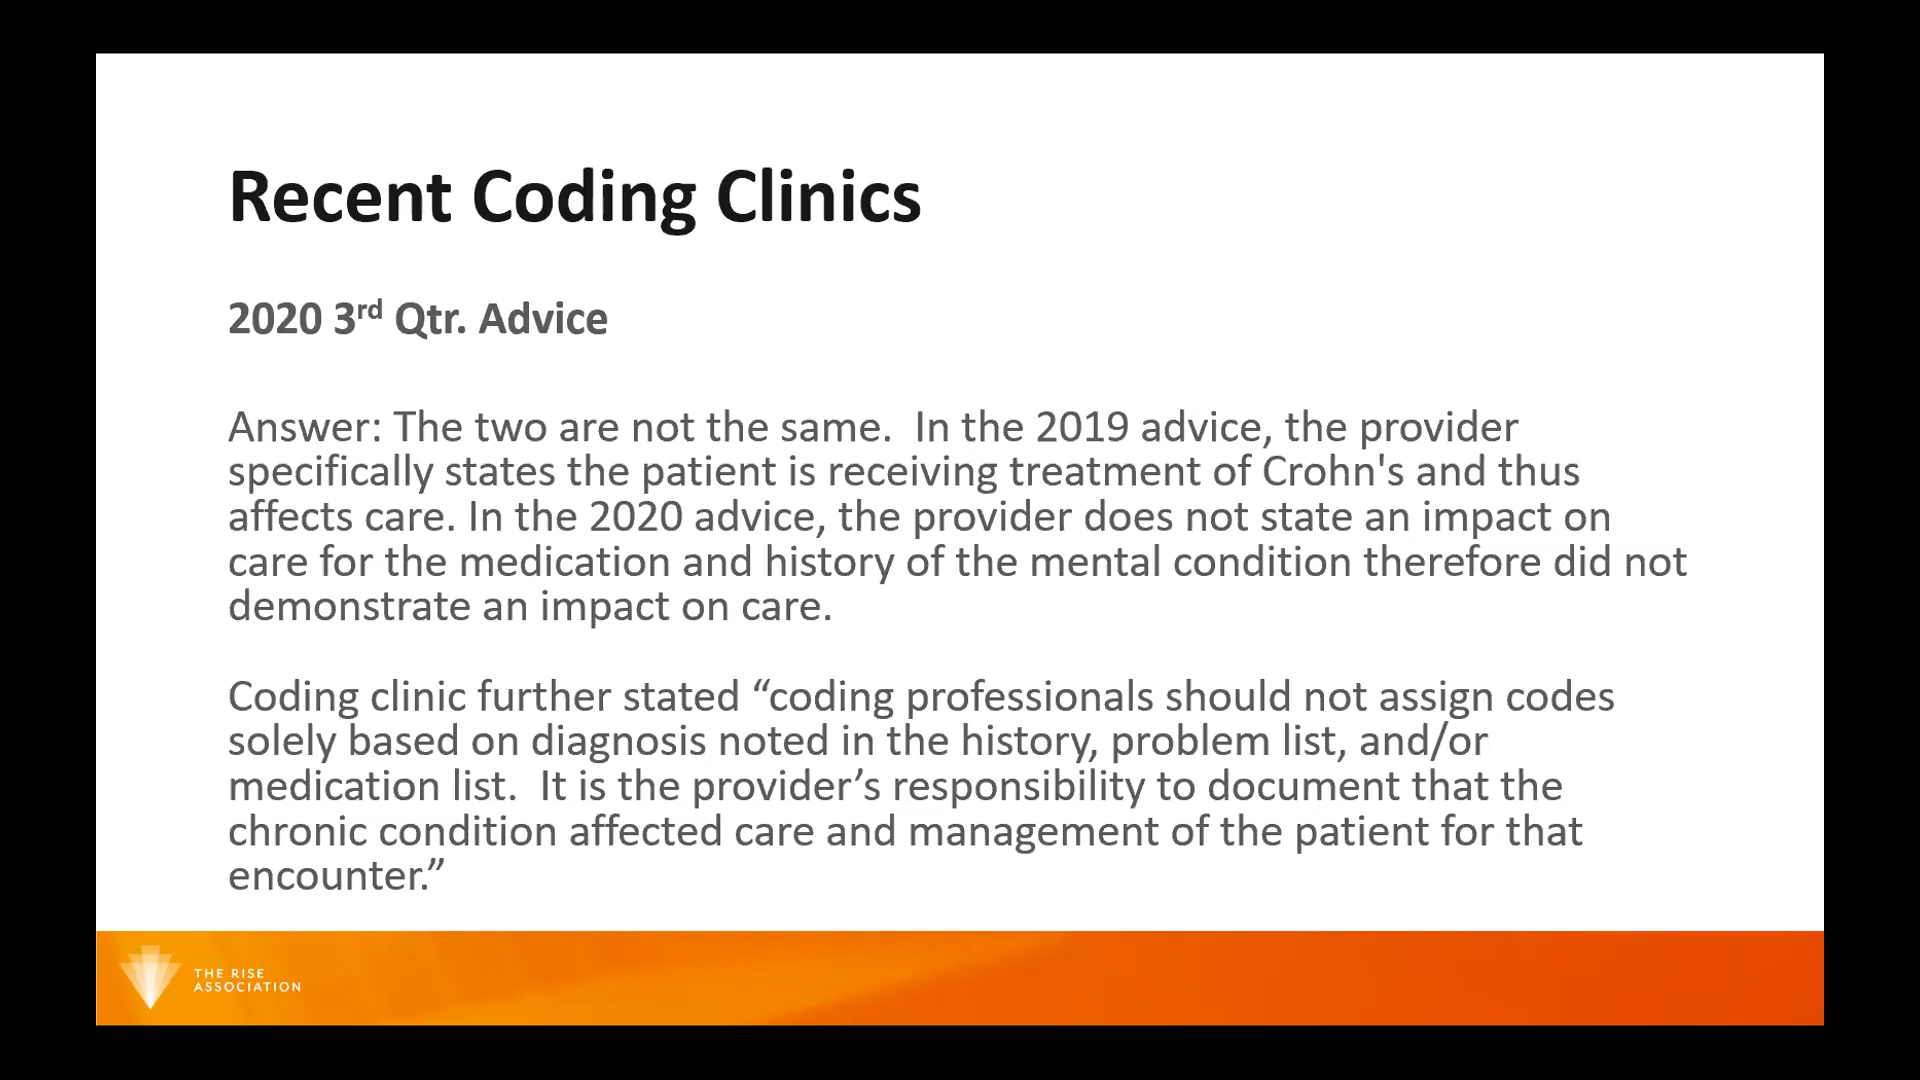 Recent Coding Clinics
2020 3rd Qtr. Advice
Answer: The two are not the same.  In the 2019 advice, the provider
specifically states the patient is receiving treatment of Crohn's and thus
affects care. In the 2020 advice, the provider does not state an impact on
care for the medication and history of the mental condition therefore did not
demonstrate an impact on care.
Coding clinic further stated “coding professionals should not assign codes
solely based on diagnosis noted in the history, problem list, and/or
medication list.  It is the provider’s responsibility to document that the
chronic condition affected care and management of the patient for that
encounter.”
THE RISE
ASSOCIATION